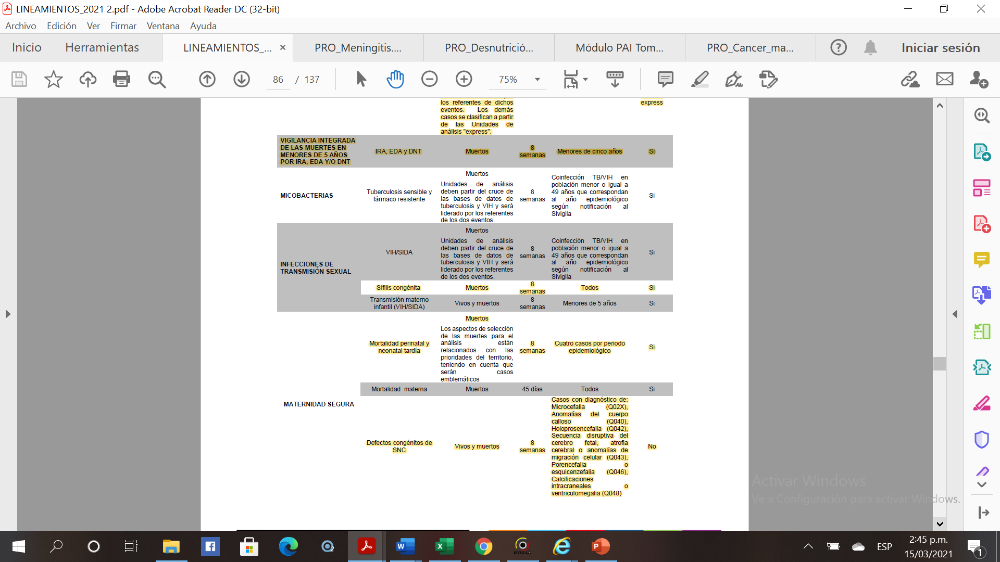 LINEAMIENTOS_2021 2.pdf - Adobe Acrobat Reader DC (32-bit)
Archivo Edición Ver Firmar Ventana Ayuda
Inicio Herramientas LINEAMIENTOS_... PRO_Meningitis.... PRO_Desnutrició... Módulo PAI Tom... PRO_Cancer_ma... Iniciar sesión
86 / 137 75%
los referentes de dichos
eventos. Los demás
casos se clasifican a partir
de las Unidades de
análisis "express".
express
VIGILANCIA INTEGRADA
DE LAS MUERTES EN
MENORES DE 5 AÑOS
POR IRA, EDA Y/O DNT
IRA, EDA y DNT
Muertos
8
semanas
Menores de cinco años
Si
MICOBACTERIAS
Tuberculosis sensible y
fármaco resistente
Muertos
Unidades de análisis
deben partir del cruce de
las bases de datos de
tuberculosis y VIH y será
liderado por los referentes
de los dos eventos.
8
semanas
Coinfección TB/VIH en
población menor o igual a
49 años que correspondan
al año epidemiológico
según notificación al
Sivigila
Si
INFECCIONES DE
TRANSMISIÓN SEXUAL
VIH/SIDA
Muertos
Unidades de análisis
deben partir del cruce de
las bases de datos de
tuberculosis y VIH y será
liderado por los referentes
de los dos eventos.
8
semanas
Coinfección TB/VIH en
población menor o igual a
49 años que correspondan
al año epidemiológico
según notificación al
Sivigila
Si
Sífilis congénita
Muertos
8
semanas
Todos
Si
Transmisión materno
infantil (VIH/SIDA)
Vivos y muertos
8
semanas
Menores de 5 años
Si
MATERNIDAD SEGURA
Mortalidad perinatal y
neonatal tardía
Muertos
Los aspectos de selección
de las muertes para el
análisis están
relacionados con las
prioridades del territorio,
teniendo en cuenta que
serán casos
emblemáticos
8
semanas
Cuatro casos por periodo
epidemiológico
Si
Mortalidad materna
Muertos
45 días
Todos
Si
Defectos congénitos de
SNC
Vivos y muertos
8
semanas
Casos con diagnóstico de:
Microcefalia (Q02X),
Anomalías del cuerpo
calloso (Q040),
Holoprosencefalia (Q042),
Secuencia disruptiva del
cerebro fetal, atrofia
cerebral o anomalías de
migración celular (Q043),
Porencefalia o
esquicenzefalia (Q046),
Calcificaciones
intracraneales o
ventriculomegalia (Q048)
No
Activar Windows
Ve a Configuración para activar Windows.
SIVIGILA
ESP
2:45 p.m.
15/03/2021
1